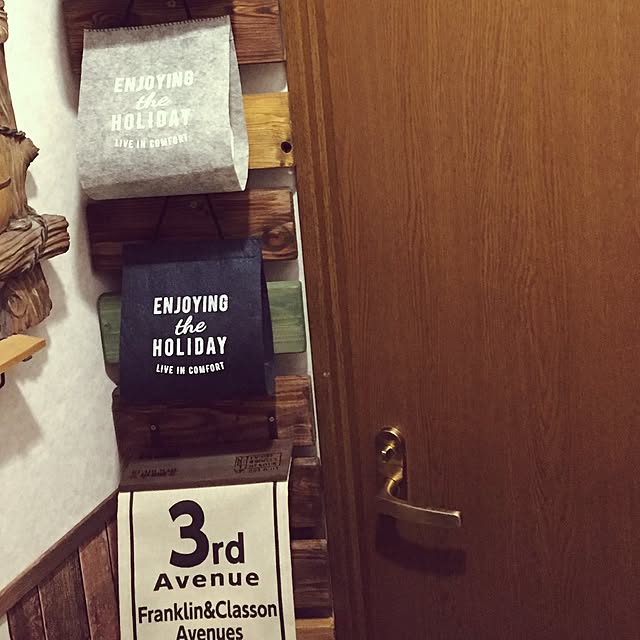 ENJOYING
the
HOLIDAY
LIVE IN COMFORT
ENJOYING
the
HOLIDAY
LIVE IN COMFORT
3rd
Avenue
Franklin&Classon
Avenues